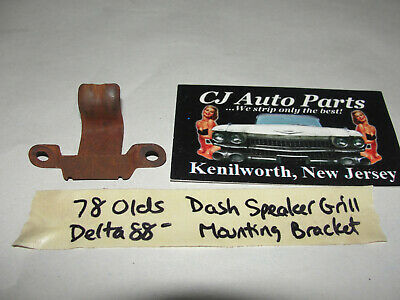 CJ Auto Parts
...We strip only the best!
Kenilworth, New Jersey
78 Olds Dash Speaker Grill
Delta 88- Mounting Bracket